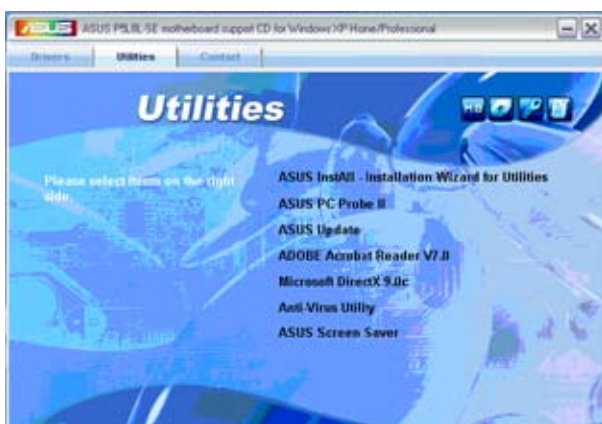 ASUS P5L8L-SE motherboard support CD for Windows XP Home/Professional
Drivers
Utilities
Contact
Utilities
Please select items on the right
side.
ASUS InstAll - Installation Wizard for Utilities
ASUS PC Probe II
ASUS Update
ADOBE Acrobat Reader V7.0
Microsoft DirectX 9.0c
Anti-Virus Utility
ASUS Screen Saver